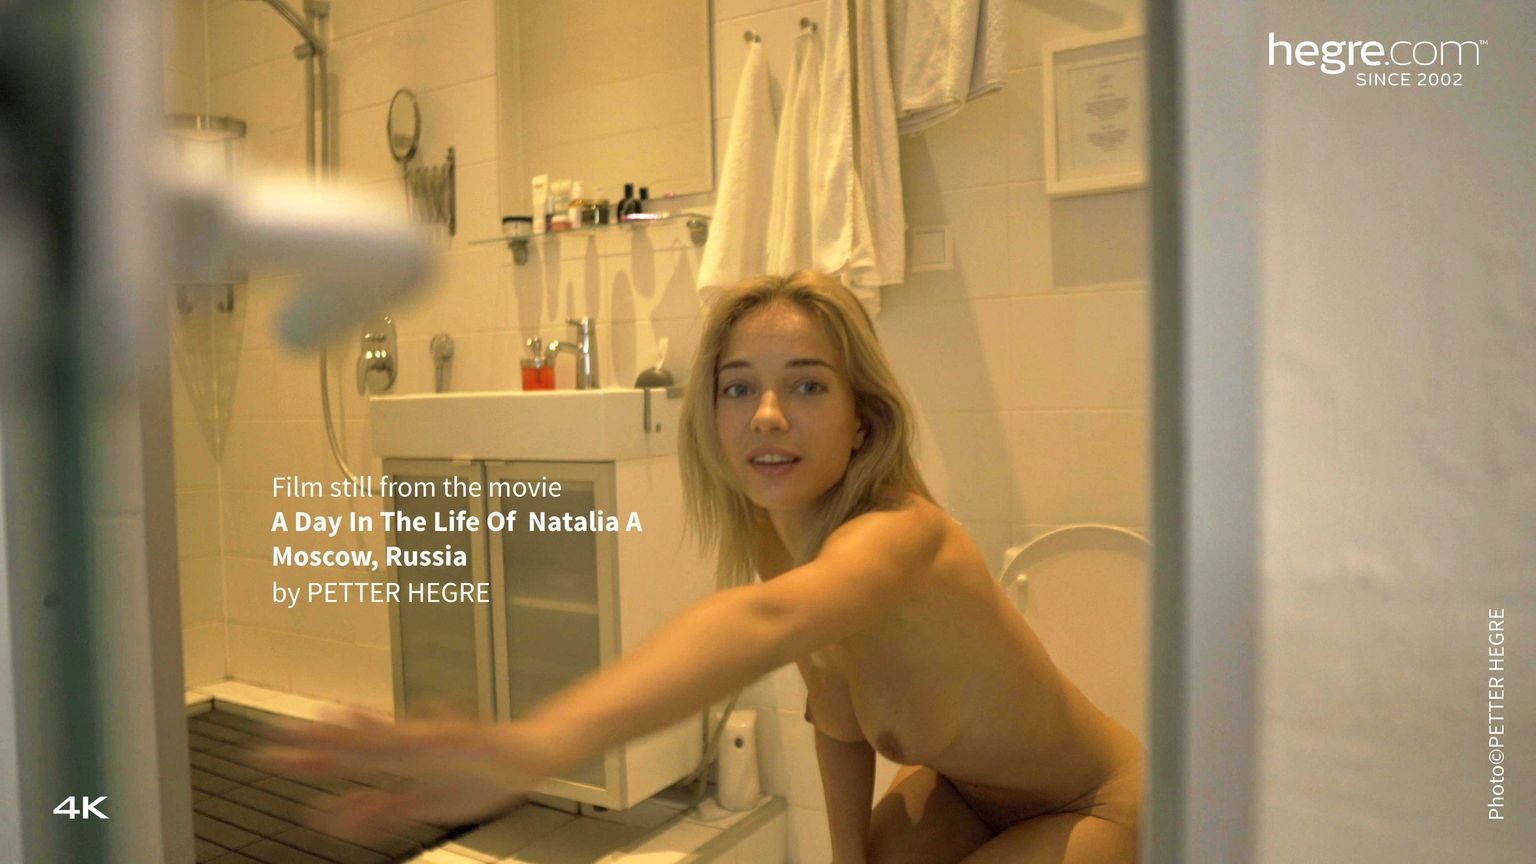 hegre.com™
SINCE 2002
Film still from the movie
A Day In The Life Of Natalia A
Moscow, Russia
by PETTER HEGRE
Photo©PETTER HEGRE
4K